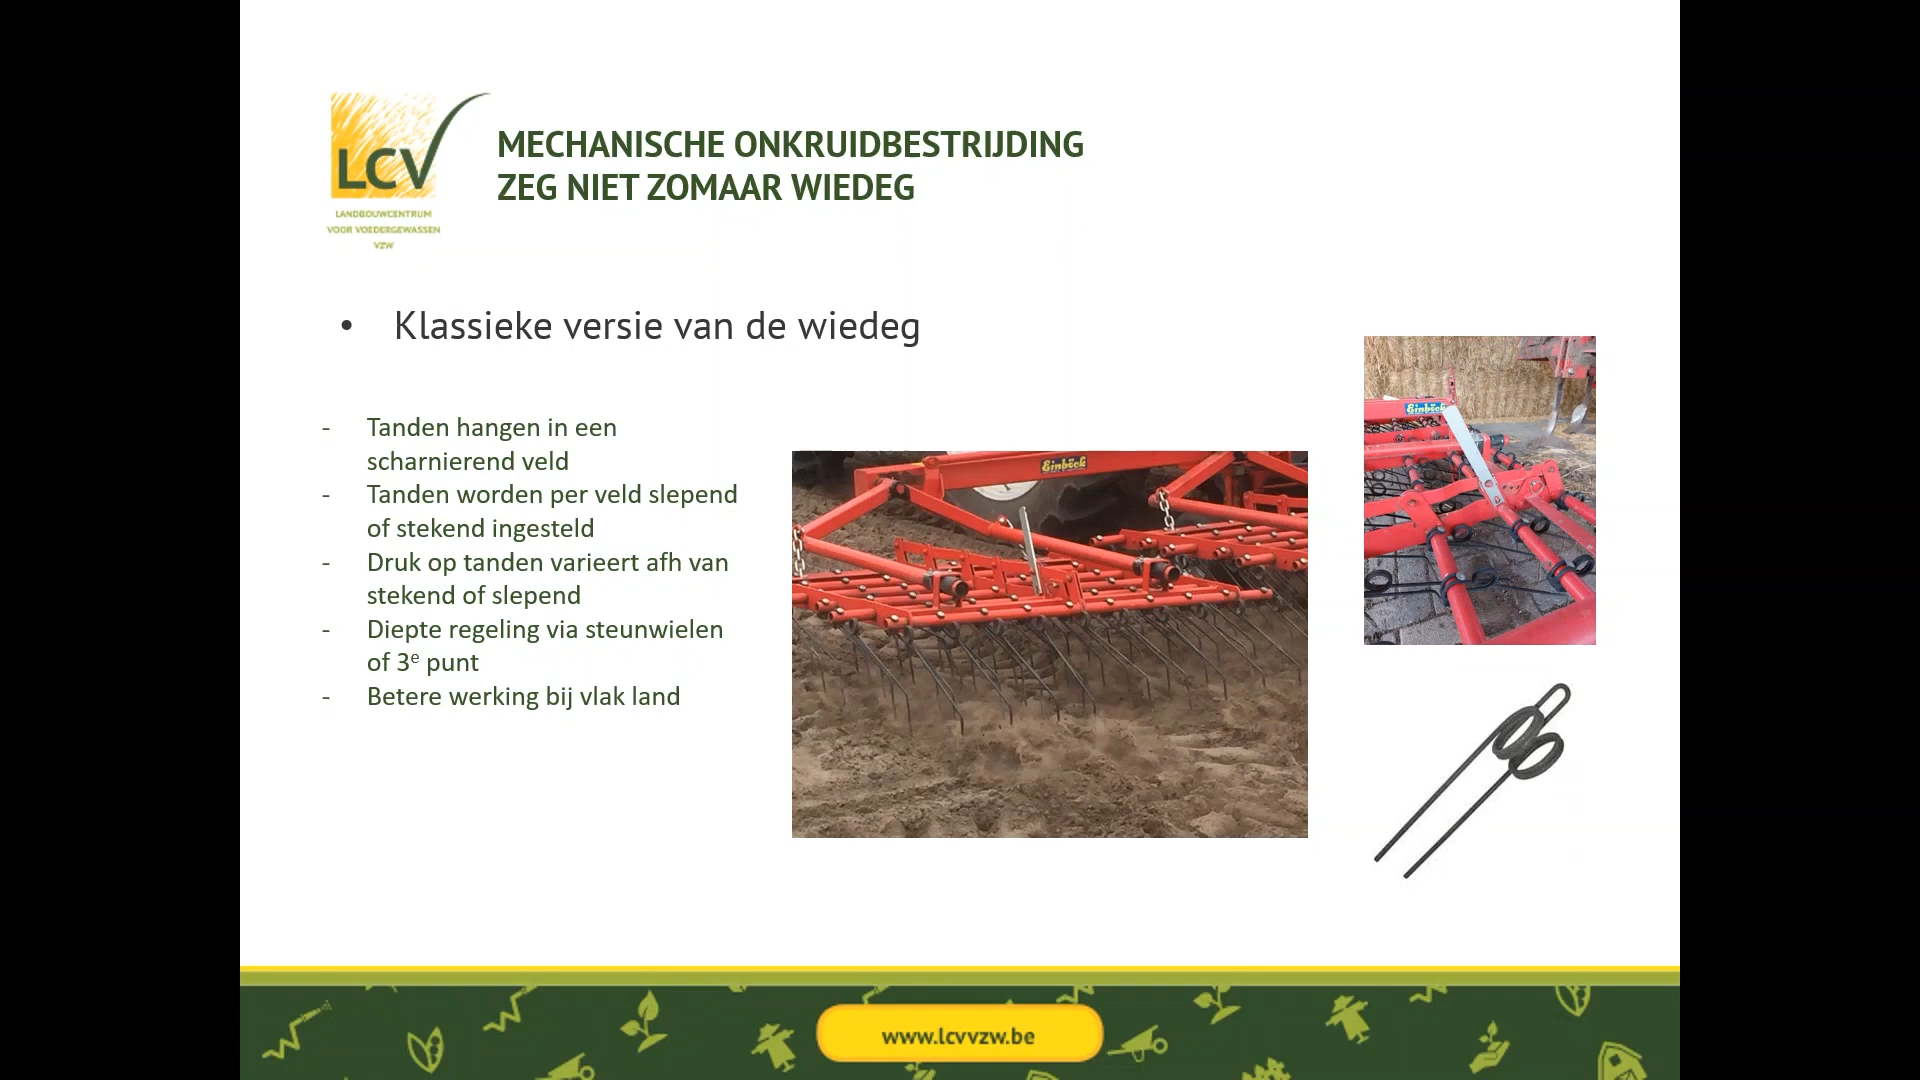 LCV
LANDBOUWCENTRUM
VOOR VOEDERGEWASSEN
VZW
MECHANISCHE ONKRUIDBESTRIJDING
ZEG NIET ZOMAAR WIEDEG
• Klassieke versie van de wiedeg
- Tanden hangen in een
scharnierend veld
- Tanden worden per veld slepend
of stekend ingesteld
- Druk op tanden varieert afh van
stekend of slepend
- Diepte regeling via steunwielen
of 3e punt
- Betere werking bij vlak land
Einböck
Einböck
www.lcvvzw.be